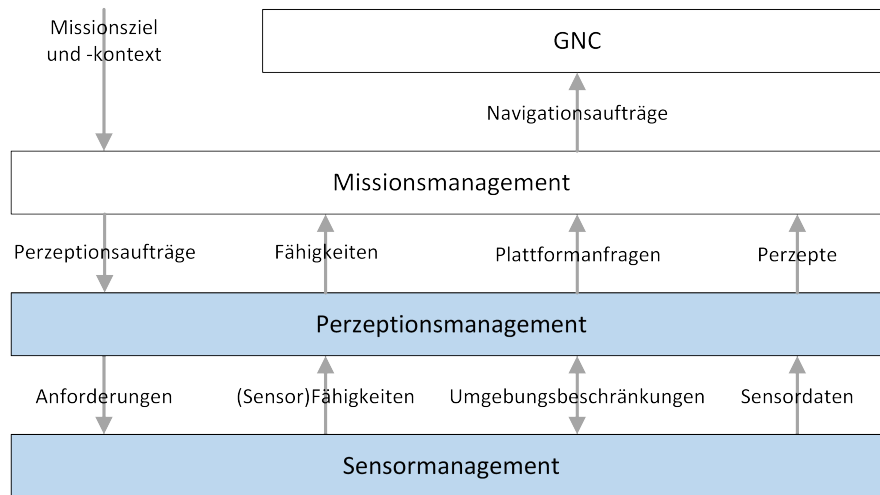 Missionsziel
und -kontext
GNC
Navigationsaufträge
Missionsmanagement
Perzeptionsaufträge
Fähigkeiten
Plattformanfragen
Perzepte
Perzeptionsmanagement
Anforderungen
(Sensor)Fähigkeiten
Umgebungsbeschränkungen
Sensordaten
Sensormanagement